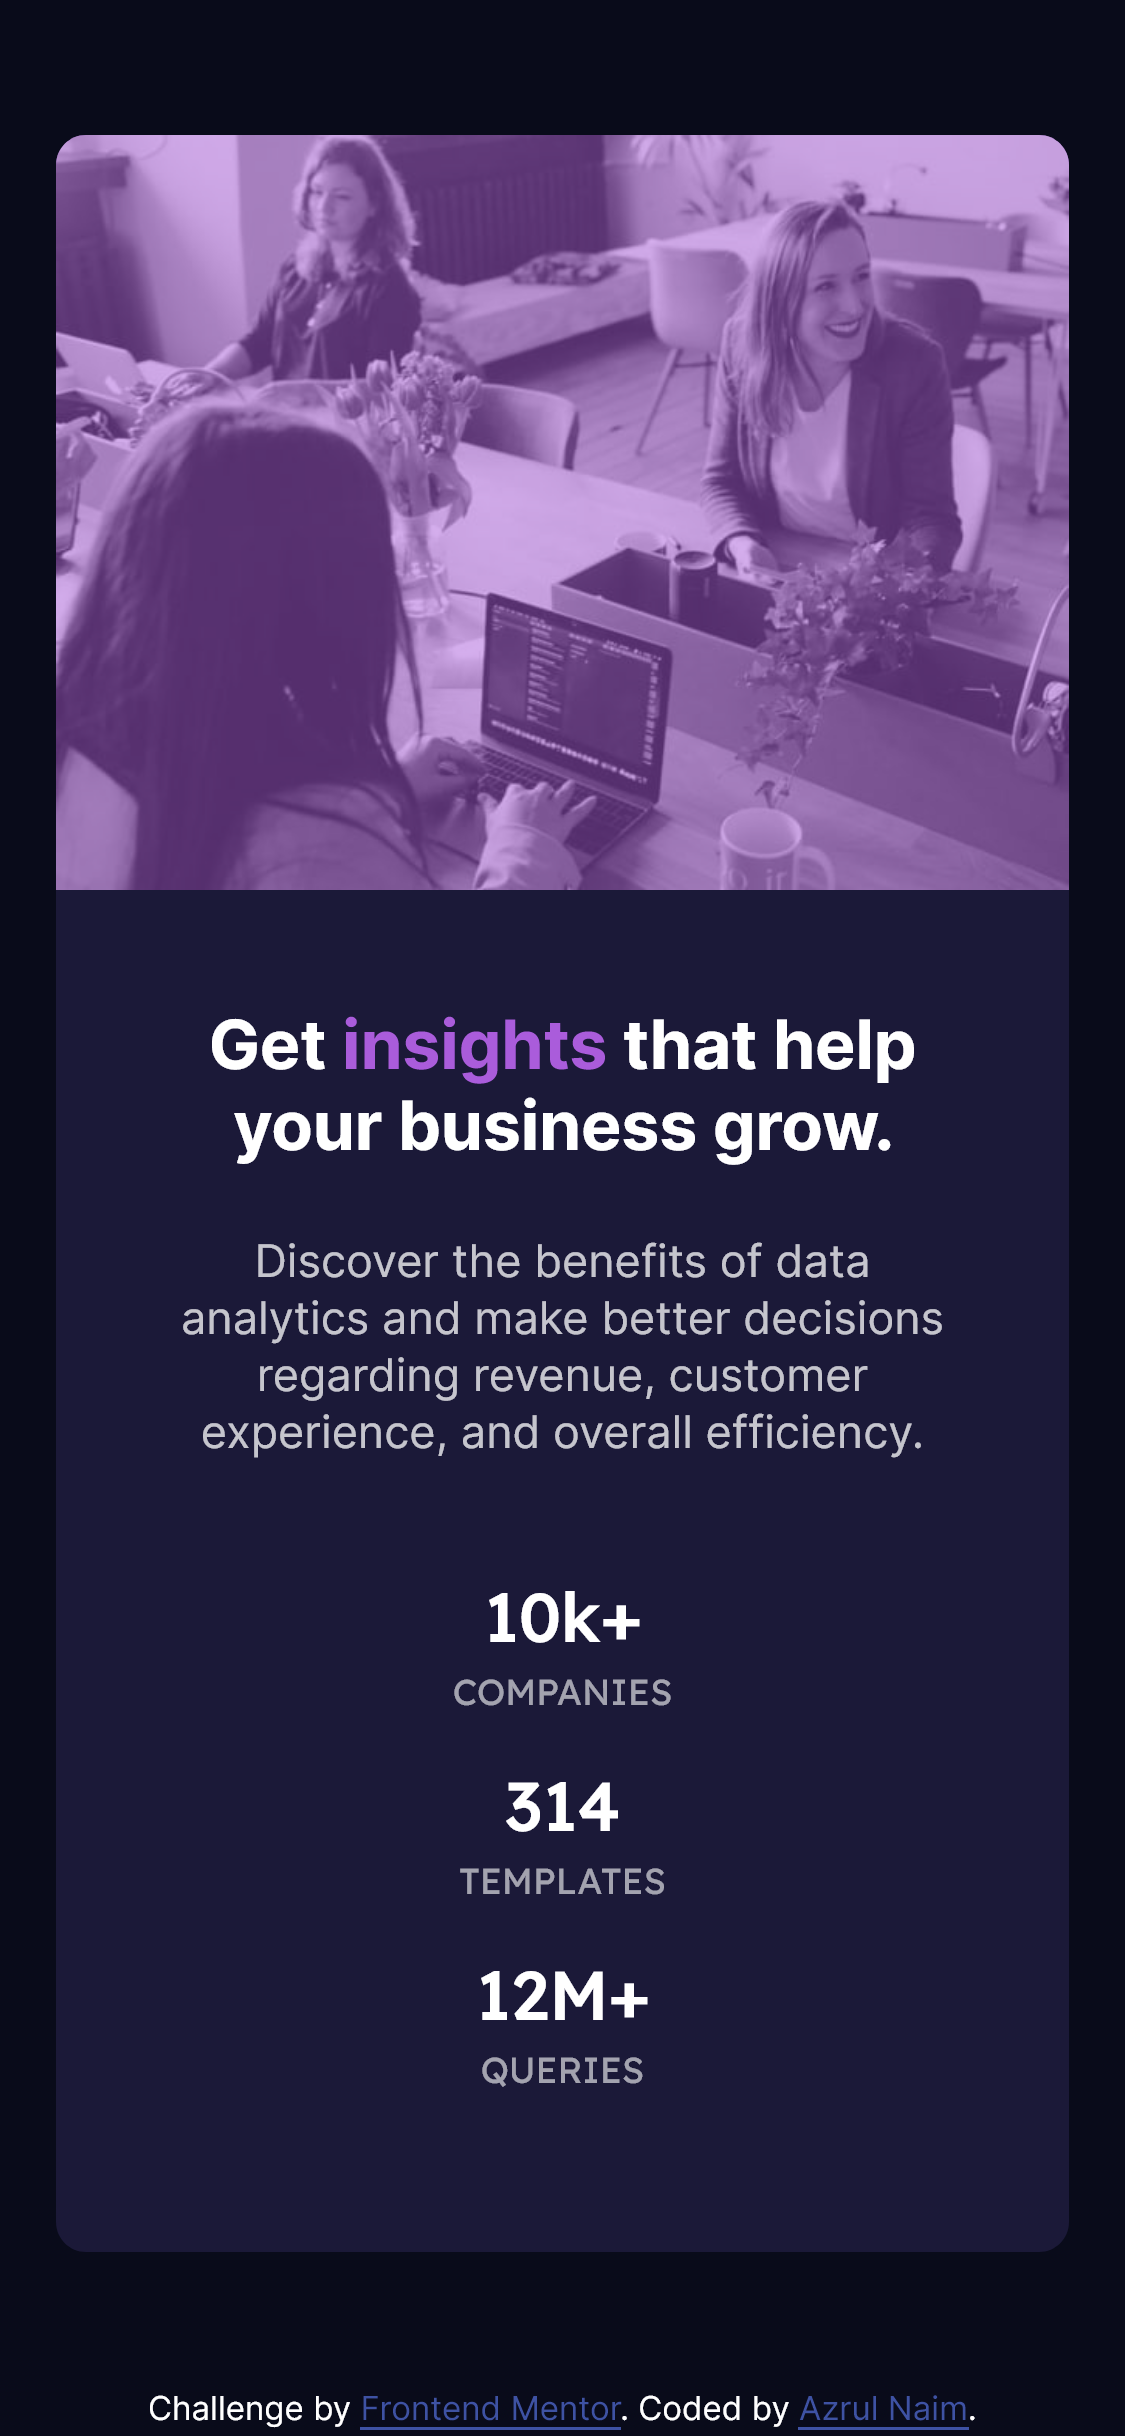 Get insights that help
your business grow.
Discover the benefits of data
analytics and make better decisions
regarding revenue, customer
experience, and overall efficiency.
10k+
COMPANIES
314
TEMPLATES
12M+
QUERIES
Challenge by Frontend Mentor. Coded by Azrul Naim.